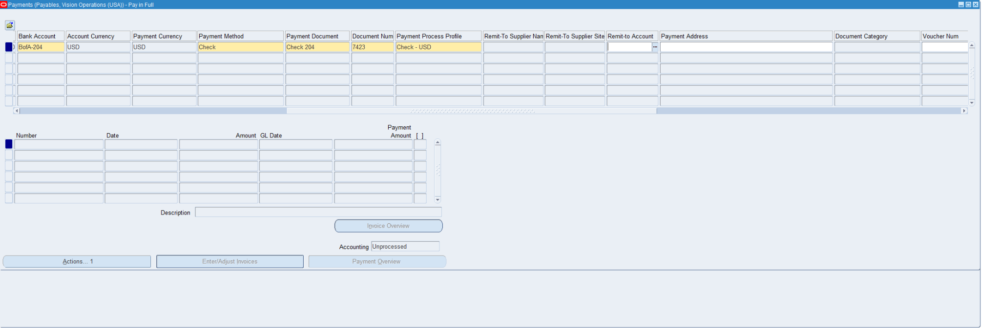 Payments (Payables, Vision Operations (USA)) - Pay in Full
Bank Account Account Currency Payment Currency Payment Method Payment Document Document Num Payment Process Profile Remit-To Supplier Nan Remit-To Supplier Site Remit-to Account Payment Address Document Category Voucher Num
BofA-204 USD USD Check Check 204 7423 Check - USD ...
Payment
Number Date Amount GL Date Amount [ ]
Description
Invoice Overview
Accounting Unprocessed
Actions... 1 Enter/Adjust Invoices Payment Overview